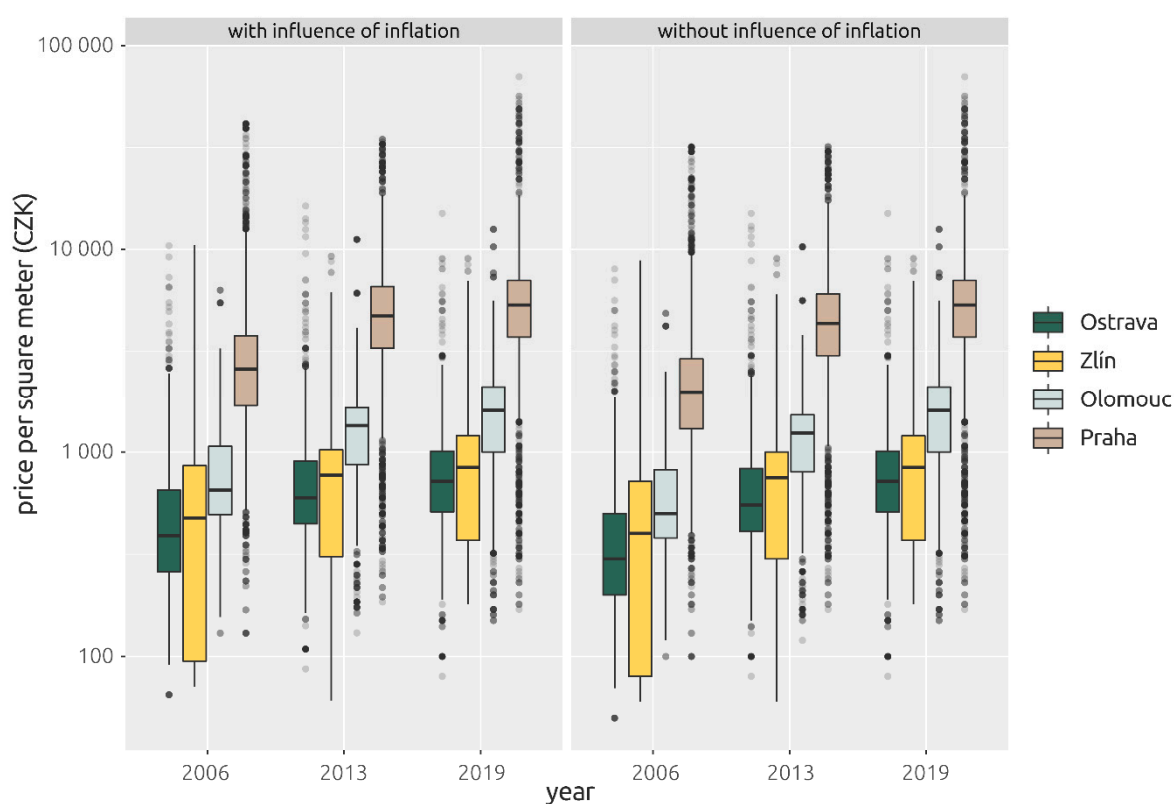 with influence of inflation
without influence of inflation
price per square meter (CZK)
100 000
10 000
1 000
100
2006
2013
2019
2006
2013
2019
year
Ostrava
Zlín
Olomouc
Praha